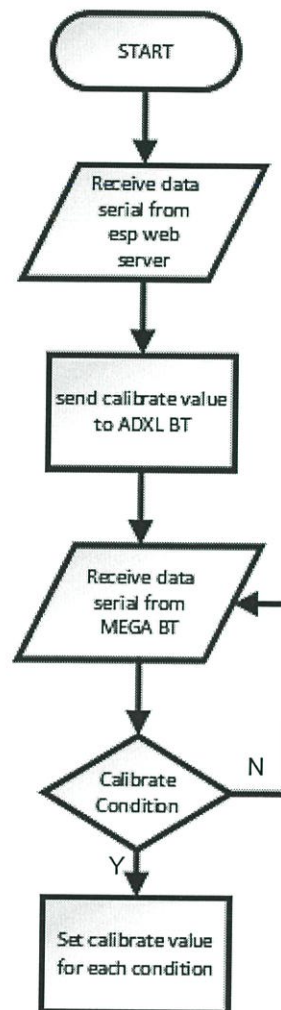 START
Receive data
serial from
esp web
server
send calibrate value
to ADXL BT
Receive data
serial from
MEGA BT
Calibrate
Condition
N
Y
Set calibrate value
for each condition